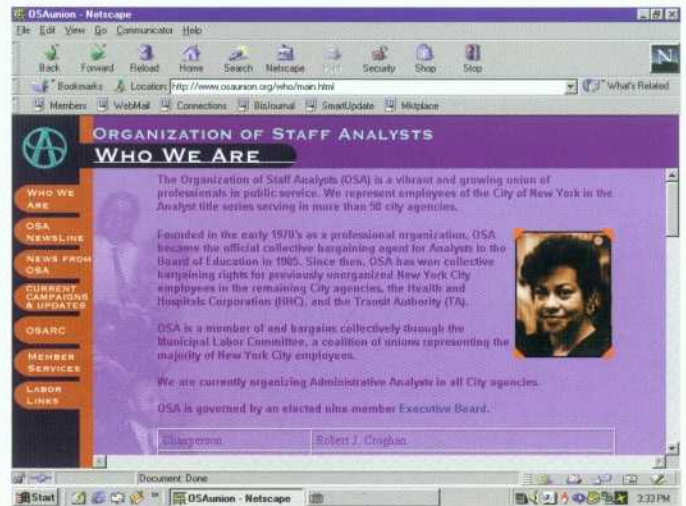 OSAunion - Netscape
File Edit View Go Communicator Help
Back Forward Reload Home Search Netscape Print Security Shop Stop
N
Bookmarks Location: http://www.osaunion.org/who/main.html What's Related
Members WebMail Connections BizJournal SmartUpdate Mktplace
ORGANIZATION OF STAFF ANALYSTS
WHO WE ARE
WHO WE
ARE
OSA
NEWSLINE
NEWS FROM
OSA
CURRENT
CAMPAIGNS
& UPDATES
OSARC
MEMBER
SERVICES
LABOR
LINKS
The Organization of Staff Analysts (OSA) is a vibrant and growing union of
professionals in public service. We represent employees of the City of New York in the
Analyst title series serving in more than 50 city agencies.
Founded in the early 1970's as a professional organization, OSA
became the official collective bargaining agent for Analysts in the
Board of Education in 1985. Since then, OSA has won collective
bargaining rights for previously unorganized New York City
employees in the remaining City agencies, the Health and
Hospitals Corporation (HHC), and the Transit Authority (TA).
OSA is a member of and bargains collectively through the
Municipal Labor Committee, a coalition of unions representing the
majority of New York City employees.
We are currently organizing Administrative Analysts in all City agencies.
OSA is governed by an elected nine member Executive Board.
Chairperson Robert J. Croghan
Document: Done
Start OSAunion - Netscape 3:33 PM